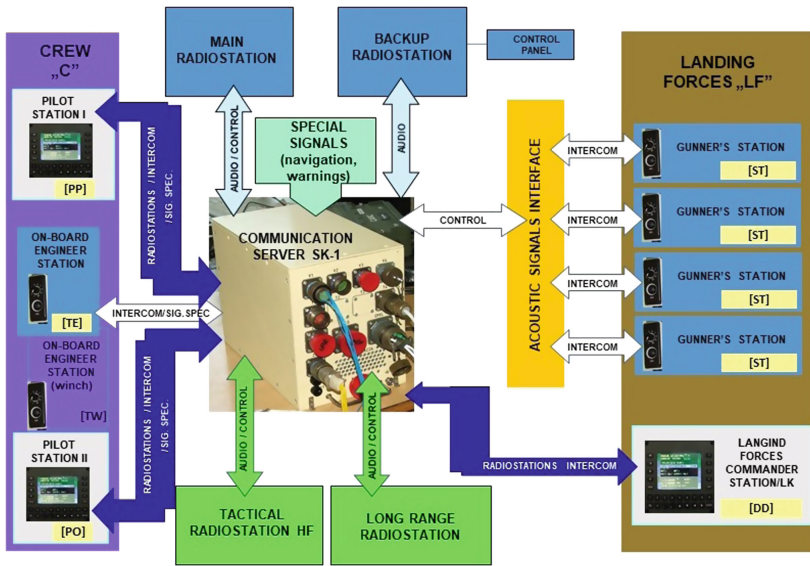 CREW
„C”
PILOT
STATION I
[PP]
ON-BOARD
ENGINEER
STATION
[TE]
ON-BOARD
ENGINEER
STATION
(winch)
[TW]
PILOT
STATION II
[PO]
RADIOSTATIONS / INTERCOM
/SIG. SPEC.
INTERCOM/SIG.SPEC
RADIOSTATIONS / INTERCOM
/SIG. SPEC.
MAIN
RADIOSTATION
AUDIO / CONTROL
BACKUP
RADIOSTATION
CONTROL
PANEL
AUDIO
SPECIAL
SIGNALS
(navigation,
warnings)
COMMUNICATION
SERVER SK-1
CONTROL
AUDIO / CONTROL
TACTICAL
RADIOSTATION HF
AUDIO / CONTROL
LONG RANGE
RADIOSTATION
RADIOSTATIONS INTERCOM
ACOUSTIC SIGNALS INTERFACE
INTERCOM
INTERCOM
INTERCOM
INTERCOM
LANDING
FORCES „LF”
GUNNER'S STATION
[ST]
GUNNER'S STATION
[ST]
GUNNER'S STATION
[ST]
GUNNER'S STATION
[ST]
LANGIND
FORCES
COMMANDER
STATION/LK
[DD]